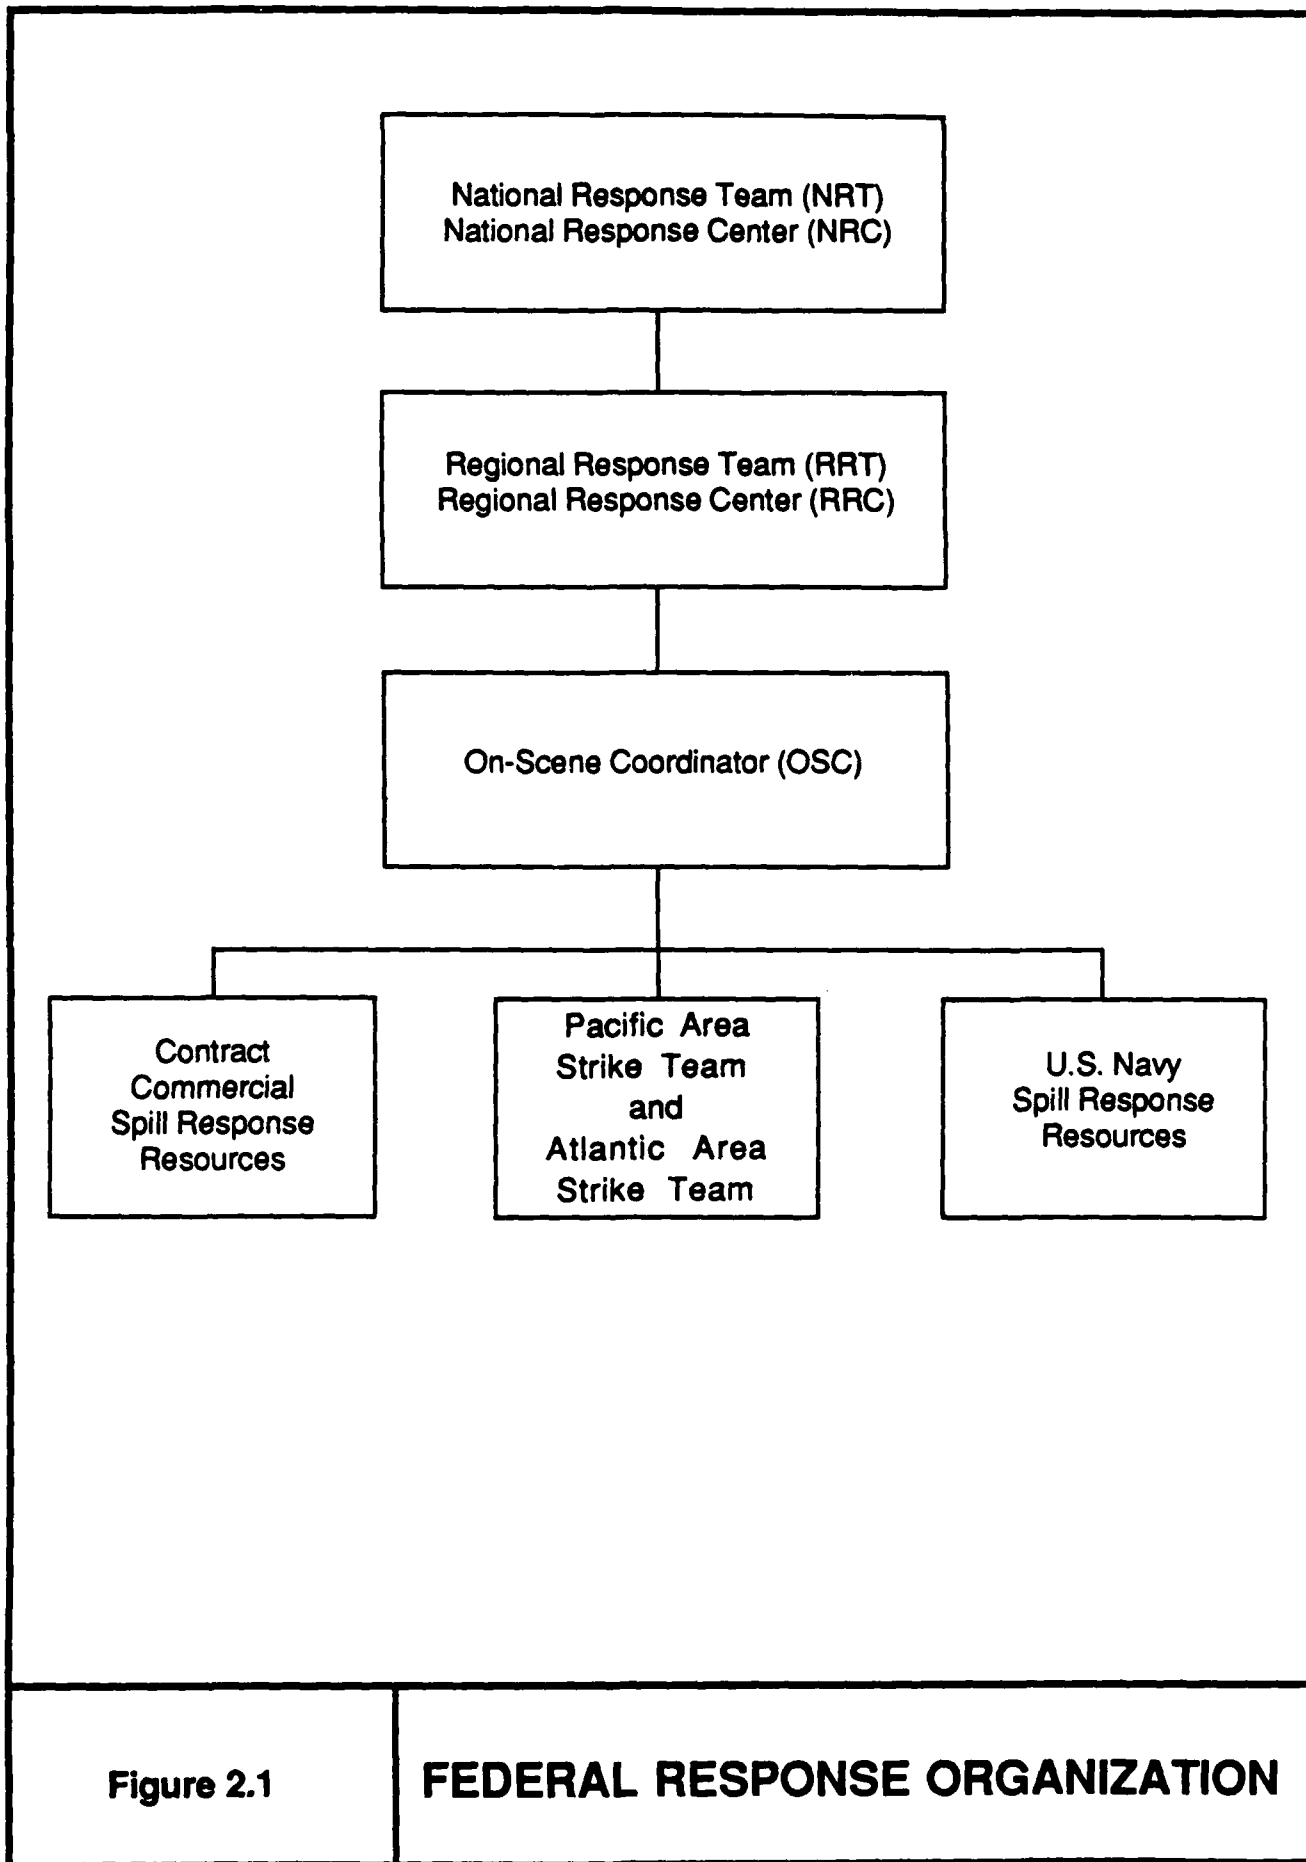 National Response Team (NRT)
National Response Center (NRC)
Regional Response Team (RRT)
Regional Response Center (RRC)
On-Scene Coordinator (OSC)
Contract
Commercial
Spill Response
Resources
Pacific Area
Strike Team
and
Atlantic Area
Strike Team
U.S. Navy
Spill Response
Resources
Figure 2.1
FEDERAL RESPONSE ORGANIZATION